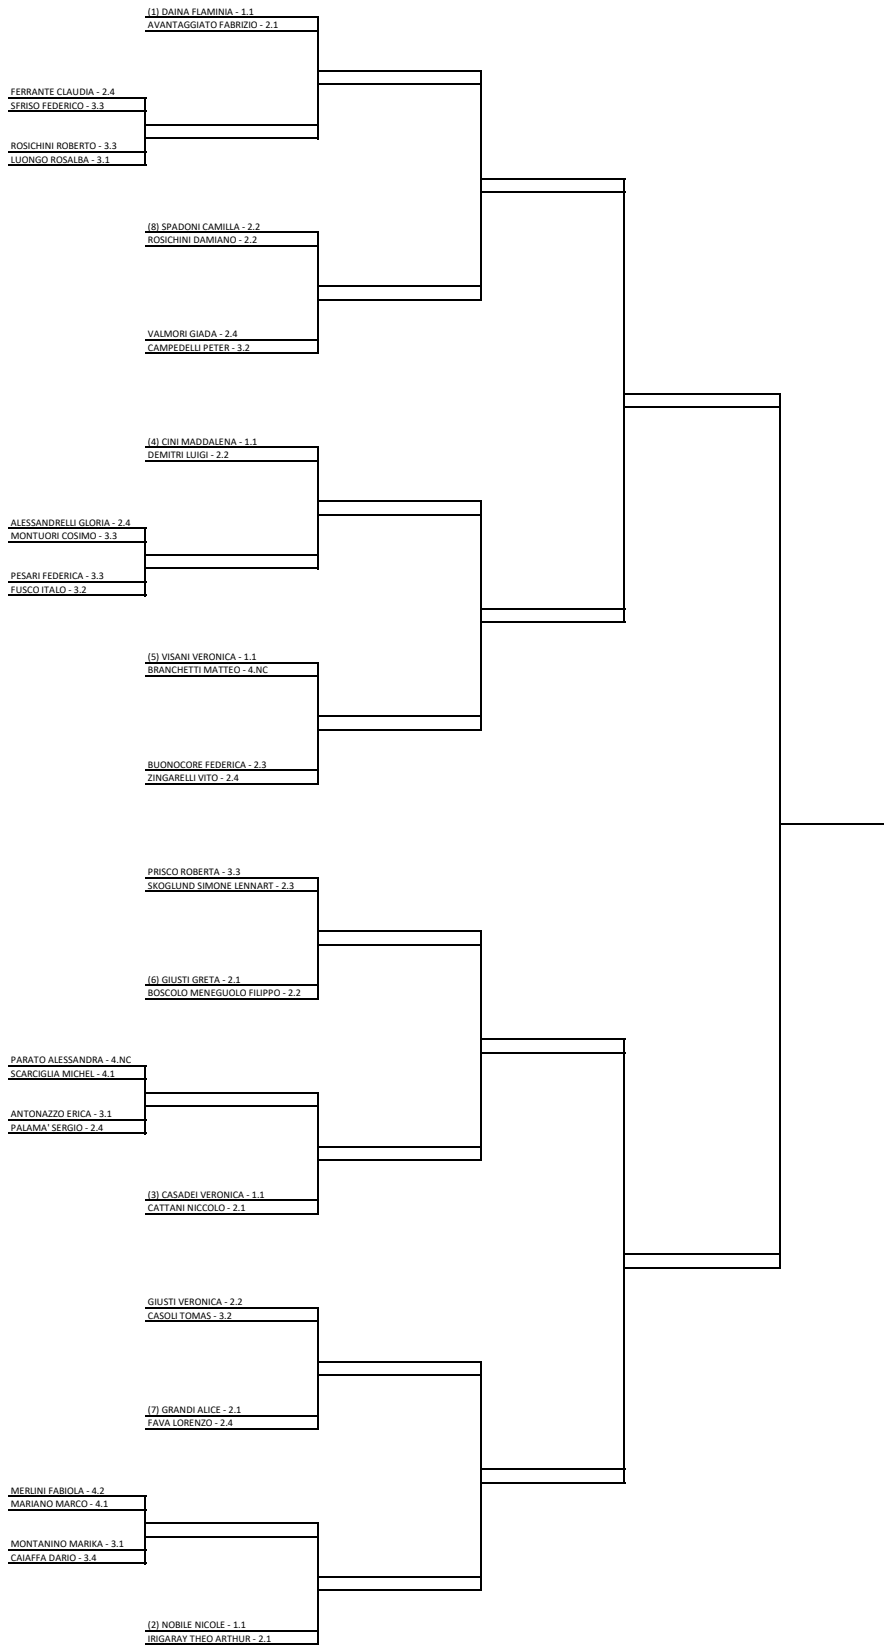 (1) DAINA FLAMINIA - 1.1
AVANTAGGIATO FABRIZIO - 2.1
FERRANTE CLAUDIA - 2.4
SFRISO FEDERICO - 3.3
ROSICHINI ROBERTO - 3.3
LUONGO ROSALBA - 3.1
(8) SPADONI CAMILLA - 2.2
ROSICHINI DAMIANO - 2.2
VALMORI GIADA - 2.4
CAMPEDELLI PETER - 3.2
(4) CINI MADDALENA - 1.1
DEMITRI LUIGI - 2.2
ALESSANDRELLI GLORIA - 2.4
MONTUORI COSIMO - 3.3
PESARI FEDERICA - 3.3
FUSCO ITALO - 3.2
(5) VISANI VERONICA - 1.1
BRANCHETTI MATTEO - 4.NC
BUONOCORE FEDERICA - 2.3
ZINGARELLI VITO - 2.4
PRISCO ROBERTA - 3.3
SKOGLUND SIMONE LENNART - 2.3
(6) GIUSTI GRETA - 2.1
BOSCOLO MENEGUOLO FILIPPO - 2.2
PARATO ALESSANDRA - 4.NC
SCARCIGLIA MICHEL - 4.1
ANTONAZZO ERICA - 3.1
PALAMA' SERGIO - 2.4
(3) CASADEI VERONICA - 1.1
CATTANI NICCOLO - 2.1
GIUSTI VERONICA - 2.2
CASOLI TOMAS - 3.2
(7) GRANDI ALICE - 2.1
FAVA LORENZO - 2.4
MERLINI FABIOLA - 4.2
MARIANO MARCO - 4.1
MONTANINO MARIKA - 3.1
CAIAFFA DARIO - 3.4
(2) NOBILE NICOLE - 1.1
IRIGARAY THEO ARTHUR - 2.1